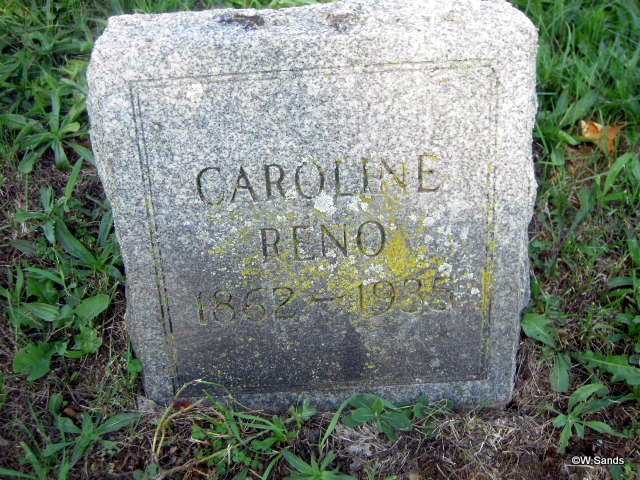 CAROLINE
RENO
1862-1935
©W.Sands